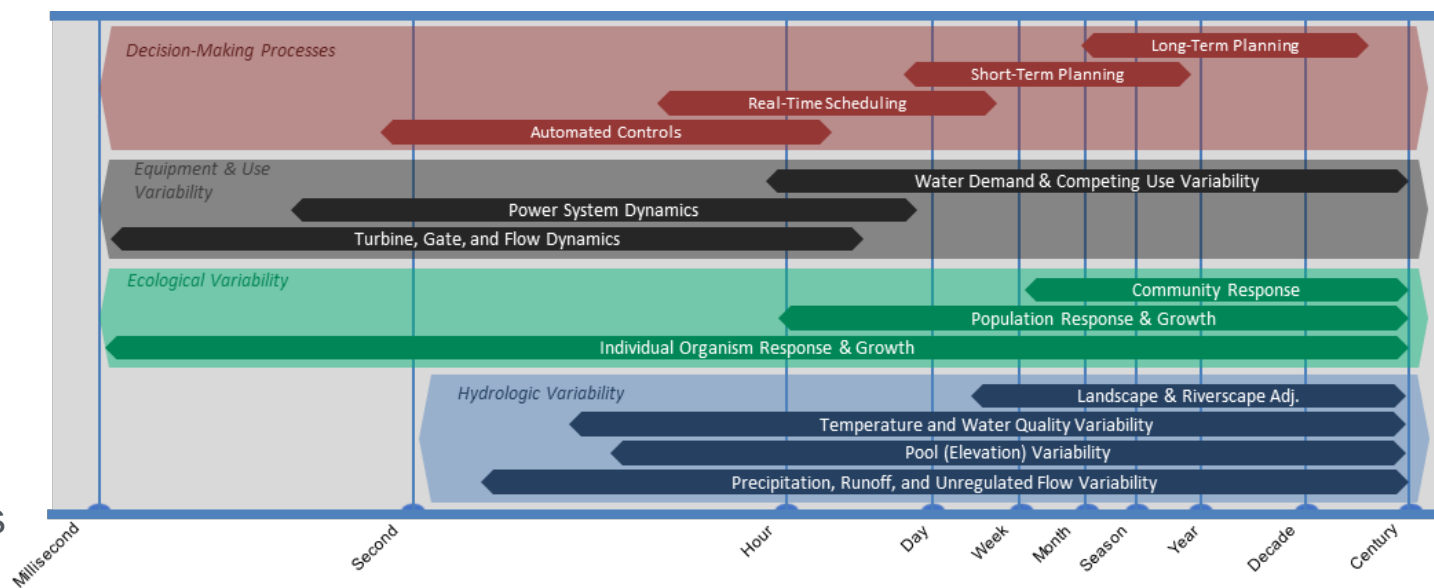 Decision-Making Processes
Long-Term Planning
Short-Term Planning
Real-Time Scheduling
Automated Controls
Equipment & Use
Variability
Water Demand & Competing Use Variability
Power System Dynamics
Turbine, Gate, and Flow Dynamics
Ecological Variability
Community Response
Population Response & Growth
Individual Organism Response & Growth
Hydrologic Variability
Landscape & Riverscape Adj.
Temperature and Water Quality Variability
Pool (Elevation) Variability
Precipitation, Runoff, and Unregulated Flow Variability
s
Millisecond
Second
Hour
Day
Week
Month
Season
Year
Decade
Century